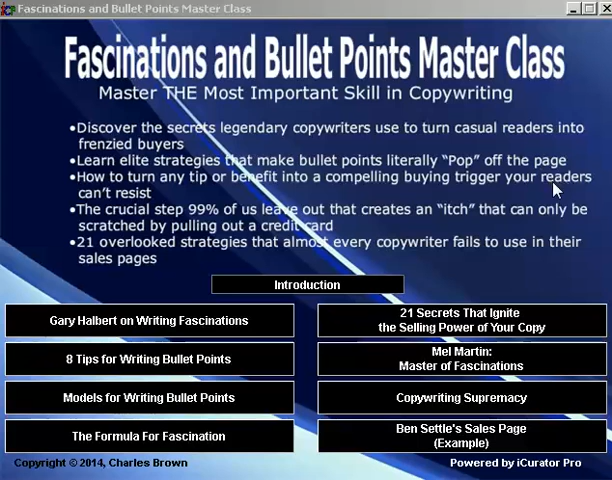 Fascinations and Bullet Points Master Class
Fascinations and Bullet Points Master Class
Master THE Most Important Skill in Copywriting
•Discover the secrets legendary copywriters use to turn casual readers into
frenzied buyers
•Learn elite strategies that make bullet points literally “Pop” off the page
•How to turn any tip or benefit into a compelling buying trigger your readers
can’t resist
•The crucial step 99% of us leave out that creates an “itch” that can only be
scratched by pulling out a credit card
•21 overlooked strategies that almost every copywriter fails to use in their
sales pages
Introduction
Gary Halbert on Writing Fascinations
8 Tips for Writing Bullet Points
Models for Writing Bullet Points
The Formula For Fascination
21 Secrets That Ignite
the Selling Power of Your Copy
Mel Martin:
Master of Fascinations
Copywriting Supremacy
Ben Settle's Sales Page
(Example)
Copyright © 2014, Charles Brown
Powered by iCurator Pro